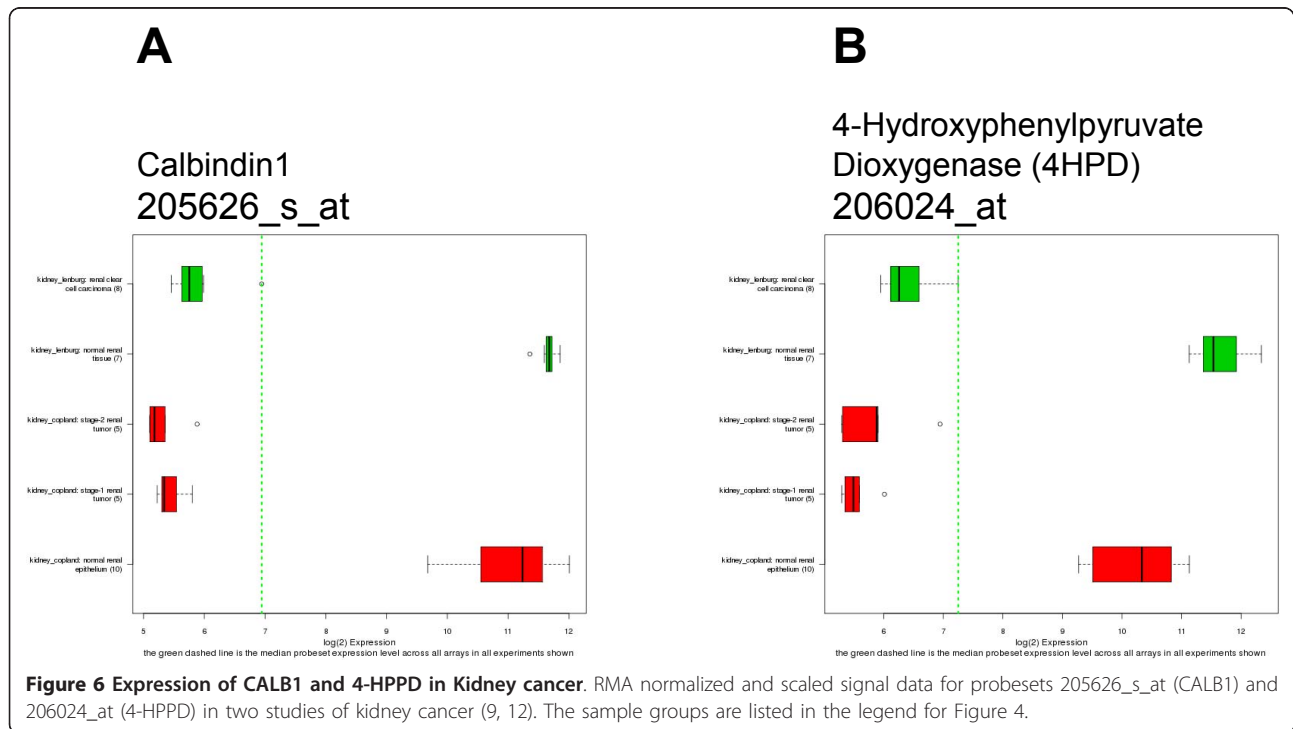 A
Calbindin1
205626_s_at
kidney_lenburg: renal clear
cell carcinoma (8)
kidney_lenburg: normal renal
tissue (7)
kidney_copland: stage-2 renal
tumor (5)
kidney_copland: stage-1 renal
tumor (5)
kidney_copland: normal renal
epithelium (10)
5 6 7 8 9 10 11 12
log(2) Expression
the green dashed line is the median probeset expression level across all arrays in all experiments shown
B
4-Hydroxyphenylpyruvate
Dioxygenase (4HPD)
206024_at
kidney_lenburg: renal clear
cell carcinoma (8)
kidney_lenburg: normal renal
tissue (7)
kidney_copland: stage-2 renal
tumor (5)
kidney_copland: stage-1 renal
tumor (5)
kidney_copland: normal renal
epithelium (10)
6 7 8 9 10 11 12
log(2) Expression
the green dashed line is the median probeset expression level across all arrays in all experiments shown
Figure 6 Expression of CALB1 and 4-HPPD in Kidney cancer. RMA normalized and scaled signal data for probesets 205626_s_at (CALB1) and
206024_at (4-HPPD) in two studies of kidney cancer (9, 12). The sample groups are listed in the legend for Figure 4.